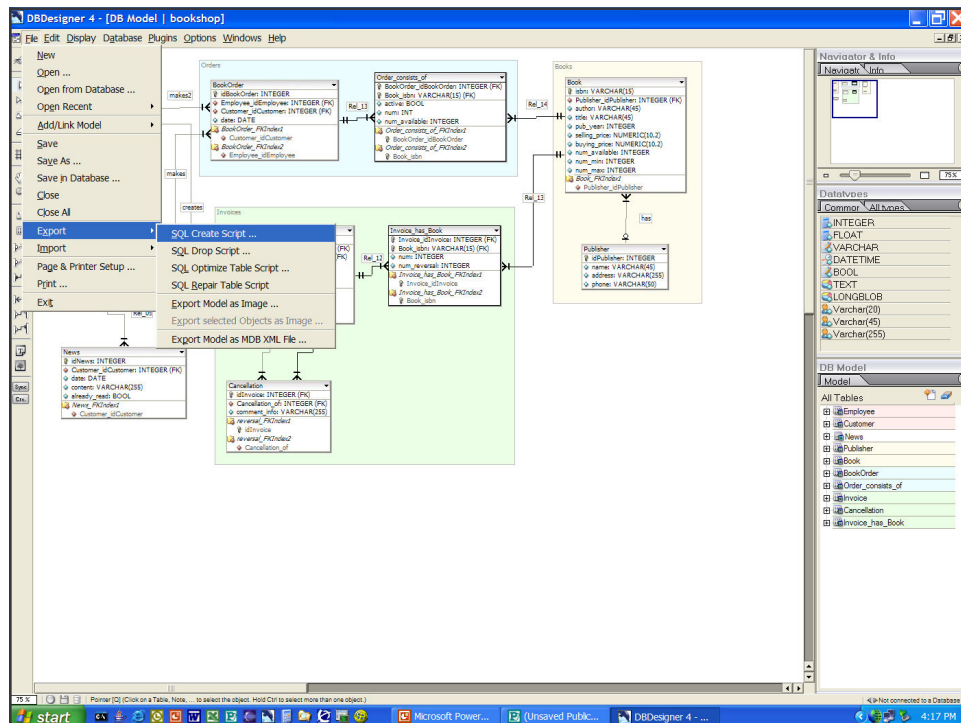 DBDesigner 4 - [DB Model | bookshop]
File Edit Display Database Plugins Options Windows Help
New
Open ...
Open from Database ...
Open Recent
Add/Link Model
Save
Save As ...
Save in Database ...
Close
Close All
Export
Import
Page & Printer Setup ...
Print ...
Exit
SQL Create Script ...
SQL Drop Script ...
SQL Optimize Table Script ...
SQL Repair Table Script
Export Model as Image ...
Export selected Objects as Image ...
Export Model as MDB XML File ...
Orders
makes2
BookOrder
idBookOrder: INTEGER
Employee_idEmployee: INTEGER (FK)
Customer_idCustomer: INTEGER (FK)
date: DATE
BookOrder_FKIndex1
Customer_idCustomer
BookOrder_FKIndex2
Employee_idEmployee
Rel_13
Order_consists_of
BookOrder_idBookOrder: INTEGER (FK)
Book_isbn: VARCHAR(15) (FK)
active: BOOL
num: INT
num_available: INTEGER
Order_consists_of_FKIndex1
BookOrder_idBookOrder
Order_consists_of_FKIndex2
Book_isbn
Rel_14
Books
Book
isbn: VARCHAR(15)
Publisher_idPublisher: INTEGER (FK)
author: VARCHAR(45)
title: VARCHAR(45)
pub_year: INTEGER
selling_price: NUMERIC(10,2)
buying_price: NUMERIC(10,2)
num_available: INTEGER
num_min: INTEGER
num_max: INTEGER
Book_FKIndex1
Publisher_idPublisher
makes
creates
Rel_13
has
Publisher
idPublisher: INTEGER
name: VARCHAR(45)
address: VARCHAR(255)
phone: VARCHAR(50)
Invoices
(FK)
(FK)
Rel_12
Invoice_has_Book
Invoice_idInvoice: INTEGER (FK)
Book_isbn: VARCHAR(15) (FK)
num: INTEGER
num_reversal: INTEGER
Invoice_has_Book_FKIndex1
Invoice_idInvoice
Invoice_has_Book_FKIndex2
Book_isbn
News
idNews: INTEGER
Customer_idCustomer: INTEGER (FK)
date: DATE
content: VARCHAR(255)
already_read: BOOL
News_FKIndex1
Customer_idCustomer
Cancellation
idInvoice: INTEGER (FK)
Cancellation_of: INTEGER (FK)
comment_info: VARCHAR(255)
reversal_FKIndex1
idInvoice
reversal_FKIndex2
Cancellation_of
Sync
Navigator & Info
Navigatr Info
75%
Datatypes
Common All types
INTEGER
FLOAT
VARCHAR
DATETIME
BOOL
TEXT
LONGBLOB
Varchar(20)
Varchar(45)
Varchar(255)
DB Model
Model
All Tables
Employee
Customer
News
Publisher
Book
BookOrder
Order_consists_of
Invoice
Cancellation
Invoice_has_Book
75 %
Pointer [Q] (Click on a Table, Note, ... to select the object. Hold Ctrl to select more than one object.)
Not connected to a Database
start
Microsoft Power...
(Unsaved Public...
DBDesigner 4 - ...
4:17 PM